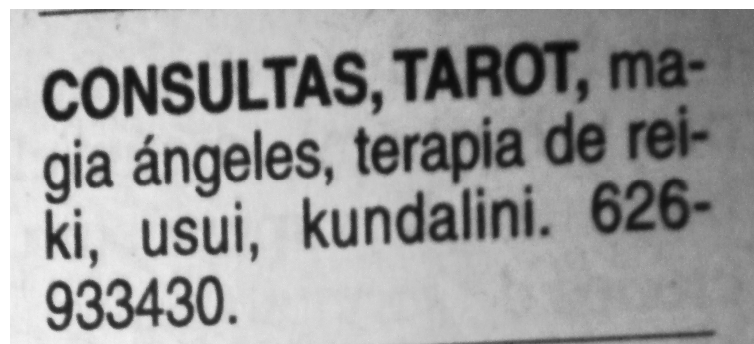 CONSULTAS, TAROT, ma-
gia ángeles, terapia de rei-
ki, usui, kundalini. 626-
933430.